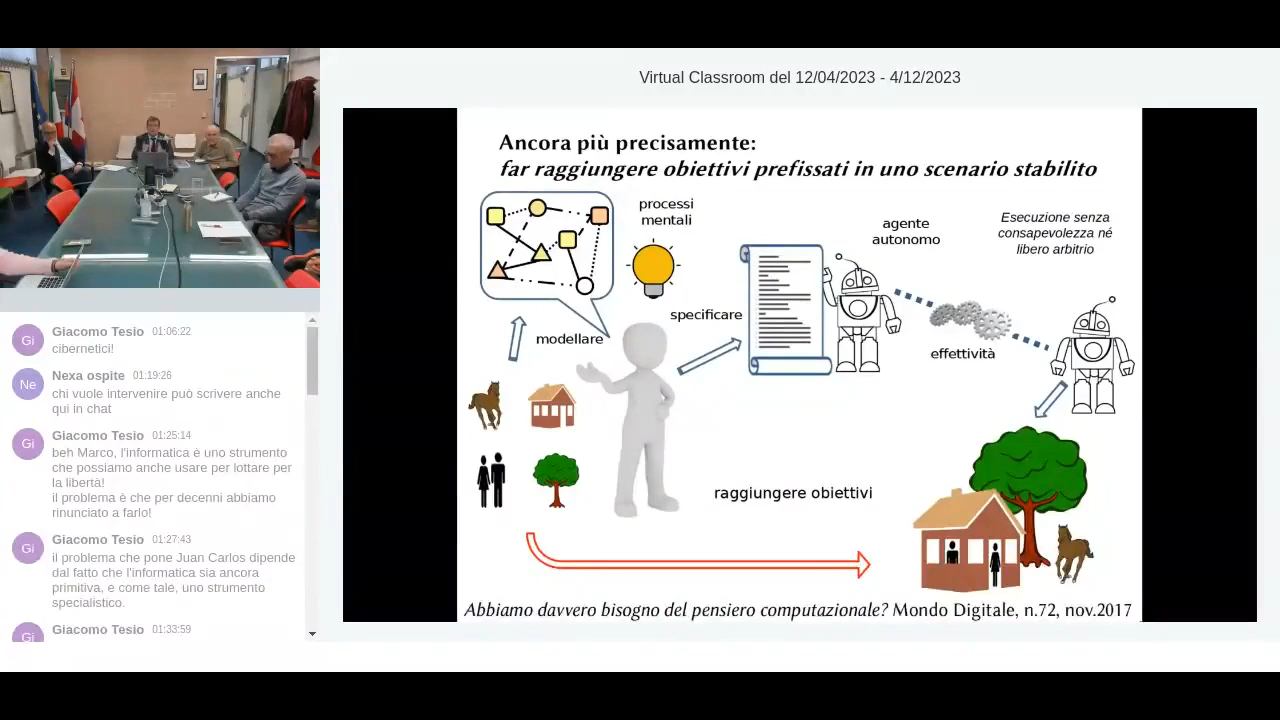 Virtual Classroom del 12/04/2023 - 4/12/2023
Ancora più precisamente:
far raggiungere obiettivi prefissati in uno scenario stabilito
processi
mentali
agente
autonomo
Esecuzione senza
consapevolezza né
libero arbitrio
specificare
modellare
effettività
raggiungere obiettivi
Abbiamo davvero bisogno del pensiero computazionale? Mondo Digitale, n.72, nov.2017
Gi
Giacomo Tesio 01:06:22
cibernetici!
Ne
Nexa ospite 01:19:26
chi vuole intervenire può scrivere anche
qui in chat
Gi
Giacomo Tesio 01:25:14
beh Marco, l'informatica è uno strumento
che possiamo anche usare per lottare per
la libertà!
il problema è che per decenni abbiamo
rinunciato a farlo!
Gi
Giacomo Tesio 01:27:43
il problema che pone Juan Carlos dipende
dal fatto che l'informatica sia ancora
primitiva, e come tale, uno strumento
specialistico.
Gi
Giacomo Tesio 01:33:59